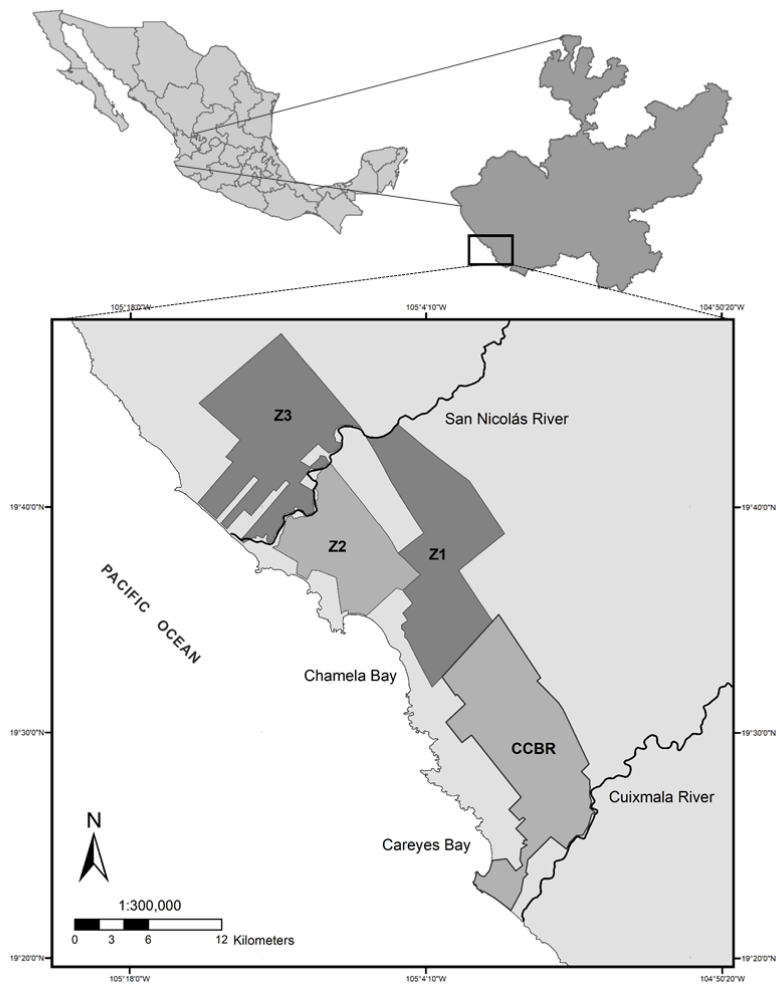 105°18'0"W
105°4'10"W
104°50'20"W
Z3
San Nicolás River
19°40'0"N
19°40'0"N
Z2
Z1
PACIFIC OCEAN
Chamela Bay
19°30'0"N
19°30'0"N
CCBR
Cuixmala River
Careyes Bay
N
1:300,000
0 3 6 12 Kilometers
19°20'0"N
19°20'0"N
105°18'0"W
105°4'10"W
104°50'20"W